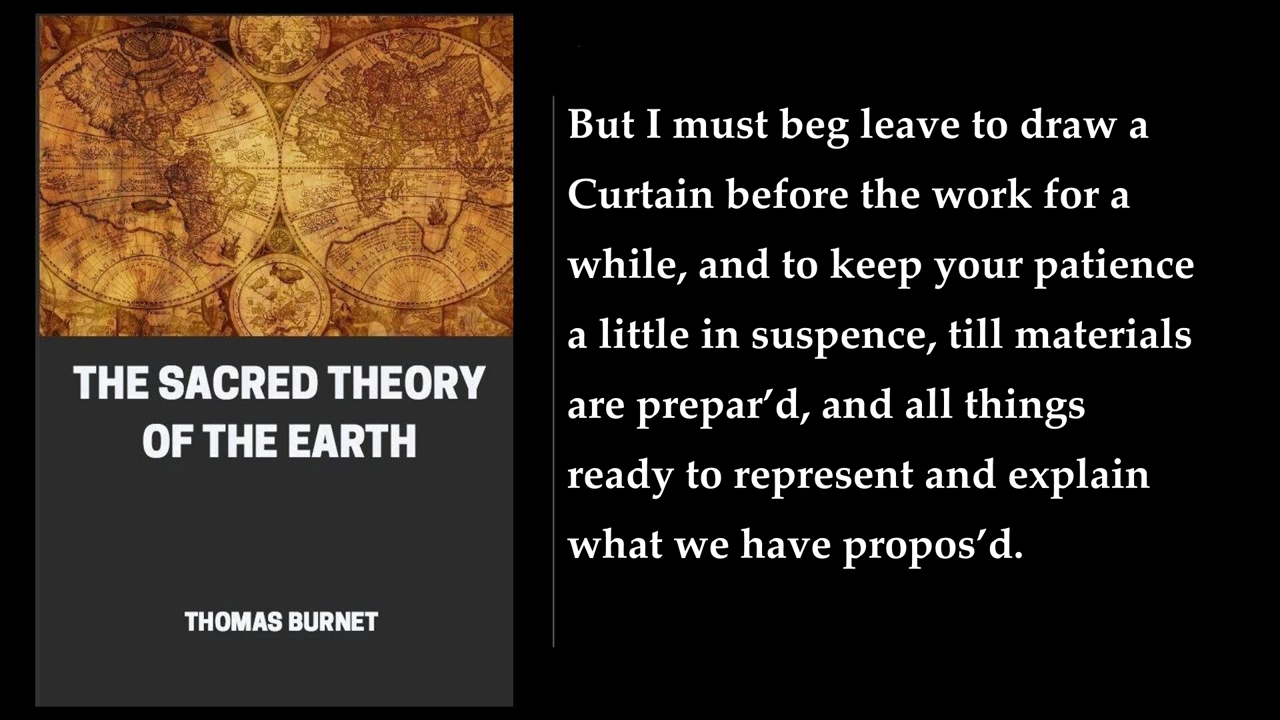 THE SACRED THEORY
OF THE EARTH
THOMAS BURNET
But I must beg leave to draw a
Curtain before the work for a
while, and to keep your patience
a little in suspence, till materials
are prepar’d, and all things
ready to represent and explain
what we have propos’d.